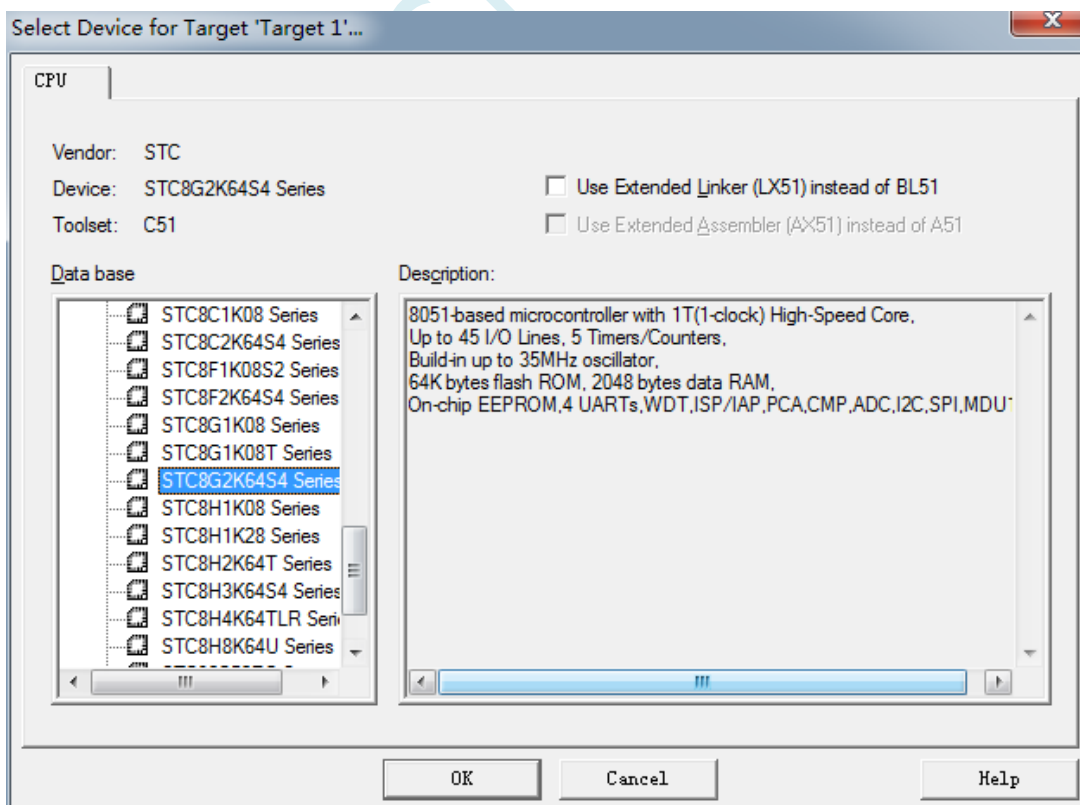 Select Device for Target 'Target 1'...
CPU
Vendor: STC
Device: STC8G2K64S4 Series
Toolset: C51
Use Extended Linker (LX51) instead of BL51
Use Extended Assembler (AX51) instead of A51
Data base
STC8C1K08 Series
STC8C2K64S4 Series
STC8F1K08S2 Series
STC8F2K64S4 Series
STC8G1K08 Series
STC8G1K08T Series
STC8G2K64S4 Series
STC8H1K08 Series
STC8H1K28 Series
STC8H2K64T Series
STC8H3K64S4 Series
STC8H4K64TLR Seri
STC8H8K64U Series
Description:
8051-based microcontroller with 1T(1-clock) High-Speed Core,
Up to 45 I/O Lines, 5 Timers/Counters,
Build-in up to 35MHz oscillator,
64K bytes flash ROM, 2048 bytes data RAM,
On-chip EEPROM,4 UARTs,WDT,ISP/IAP,PCA,CMP,ADC,I2C,SPI,MDU
OK
Cancel
Help